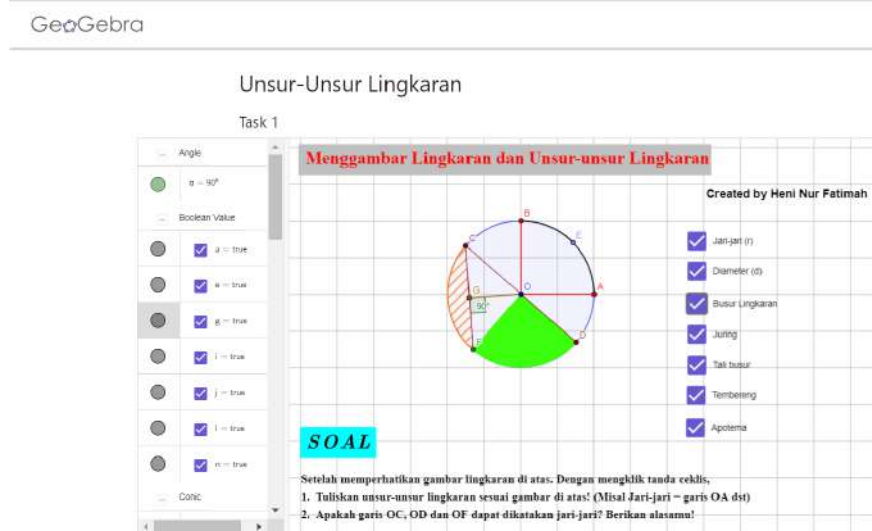 GeoGebra
Unsur-Unsur Lingkaran
Task 1
Angle
α = 90°
Boolean Value
a = true
e = true
g = true
i = true
j = true
l = true
n = true
Conic
Menggambar Lingkaran dan Unsur-unsur Lingkaran
Created by Heni Nur Fatimah
B
E
C
O
A
G
90°
F
D
Jari-jari (r)
Diameter (d)
Busur Lingkaran
Juring
Tali busur
Tembereng
Apotema
SOAL
Setelah memperhatikan gambar lingkaran di atas. Dengan mengklik tanda ceklis,
1. Tuliskan unsur-unsur lingkaran sesuai gambar di atas! (Misal Jari-jari = garis OA dst)
2. Apakah garis OC, OD dan OF dapat dikatakan jari-jari? Berikan alasamu!